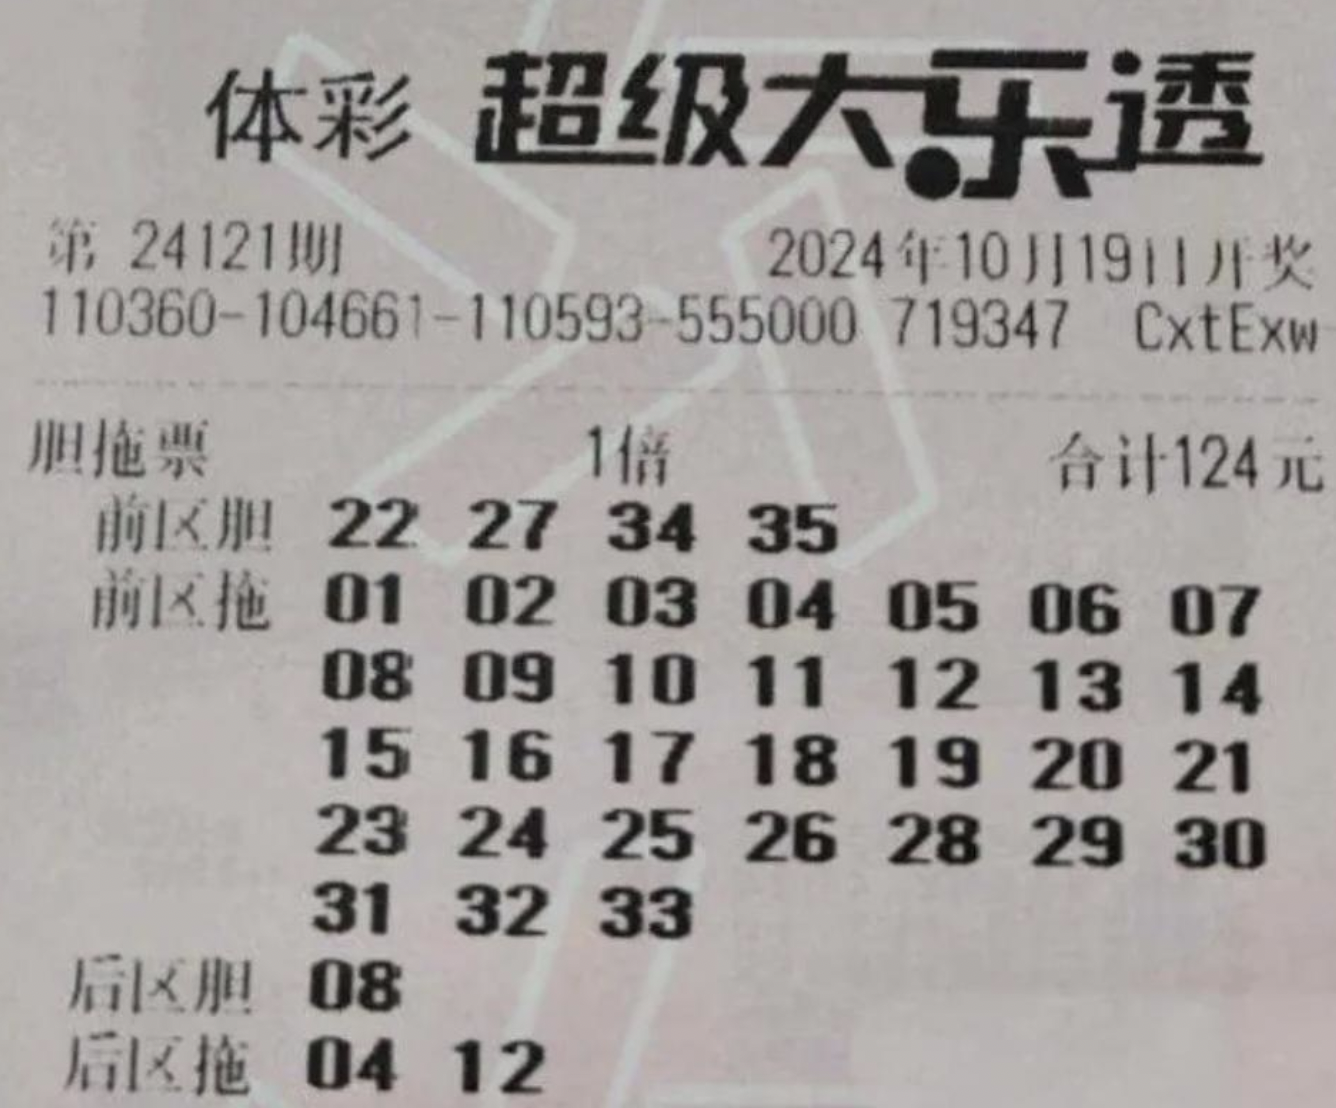 体彩 超级大乐透
第 24121期 2024年10月19日开奖
110360-104661-110593-555000 719347 CxtExw
胆拖票 1倍 合计124元
前区胆 22 27 34 35
前区拖 01 02 03 04 05 06 07
08 09 10 11 12 13 14
15 16 17 18 19 20 21
23 24 25 26 28 29 30
31 32 33
后区胆 08
后区拖 04 12